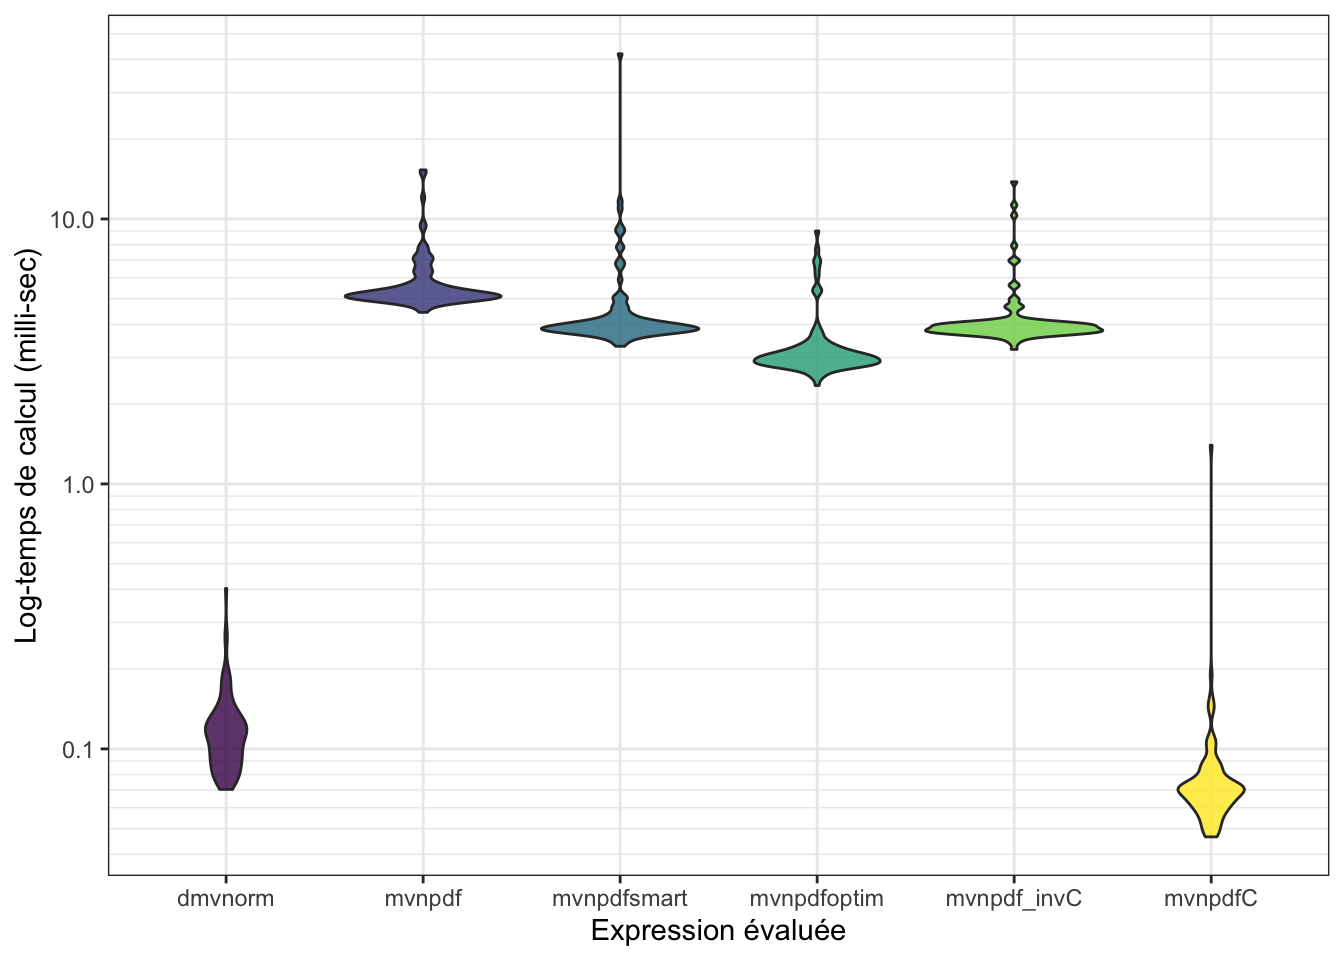 Log-temps de calcul (milli-sec)
10.0
1.0
0.1
dmvnorm mvnpdf mvnpdfsmart mvnpdfoptim mvnpdf_invC mvnpdfC
Expression évaluée